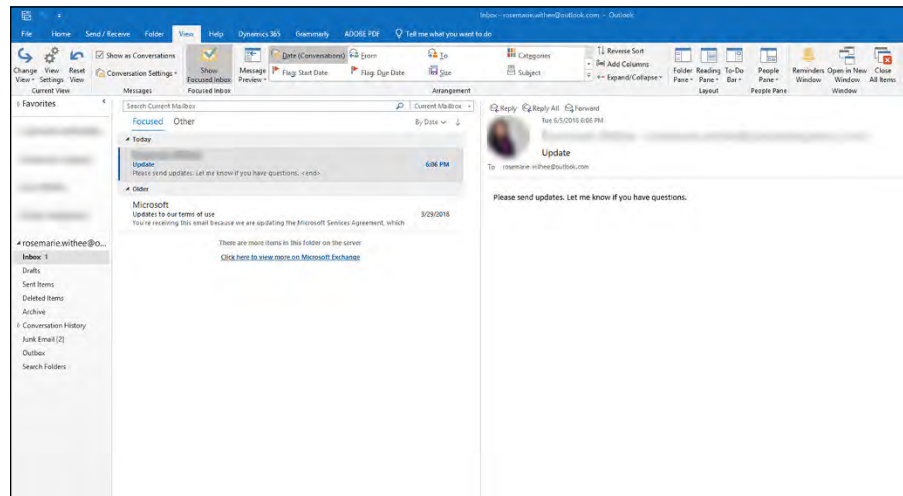 Inbox - rosemarie.withee@outlook.com - Outlook
File Home Send / Receive Folder View Help Dynamics 365 Grammarly ADOBE PDF Tell me what you want to do
Change View Settings Reset View
Show as Conversations
Conversation Settings
Show Focused Inbox
Message Preview
Date (Conversations) From To Categories
Flag: Start Date Flag: Due Date Size Subject
Reverse Sort
Add Columns
Expand/Collapse
Folder Pane Reading Pane To-Do Bar
People Pane
Reminders Window Open in New Window Close All Items
Current View Messages Focused Inbox Arrangement Layout People Pane Window
Favorites
rosemarie.withee@o...
Inbox 1
Drafts
Sent Items
Deleted Items
Archive
Conversation History
Junk Email [2]
Outbox
Search Folders
Search Current Mailbox Current Mailbox
Focused Other By Date
Today
Update 6:06 PM
Please send updates. Let me know if you have questions. <end>
Older
Microsoft
Updates to our terms of use 3/29/2018
You're receiving this email because we are updating the Microsoft Services Agreement, which
There are more items in this folder on the server
Click here to view more on Microsoft Exchange
Reply Reply All Forward
Tue 6/5/2018 6:06 PM
Update
To rosemarie.withee@outlook.com
Please send updates. Let me know if you have questions.